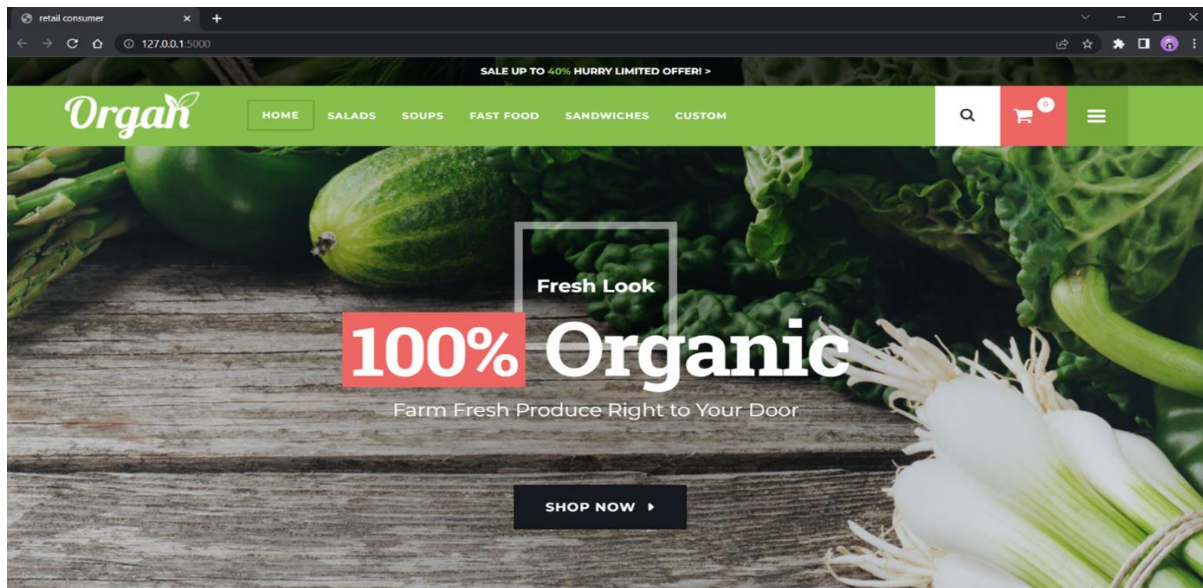 retail consumer
127.0.0.1:5000
SALE UP TO 40% HURRY LIMITED OFFER! >
Organ
HOME SALADS SOUPS FAST FOOD SANDWICHES CUSTOM
0
Fresh Look
100% Organic
Farm Fresh Produce Right to Your Door
SHOP NOW